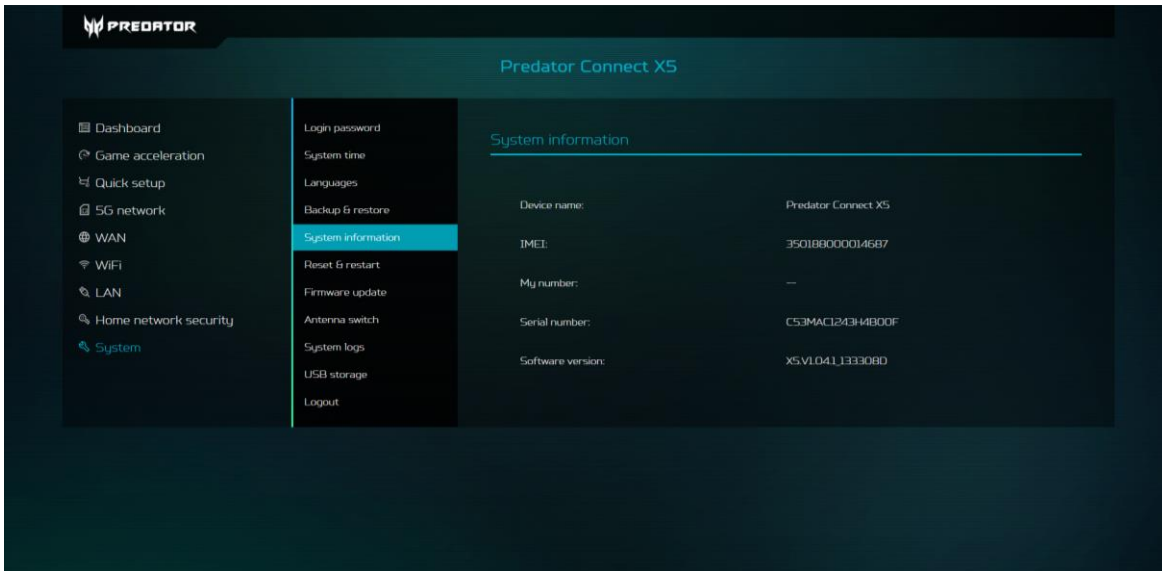 PREDATOR
Predator Connect X5
Dashboard
Game acceleration
Quick setup
5G network
WAN
WiFi
LAN
Home network security
System
Login password
System time
Languages
Backup & restore
System information
Reset & restart
Firmware update
Antenna switch
System logs
USB storage
Logout
System information
Device name: Predator Connect X5
IMEI: 350188000014687
My number: —
Serial number: C53MAC1243H4B00F
Software version: X5.V1.04.1_133308D